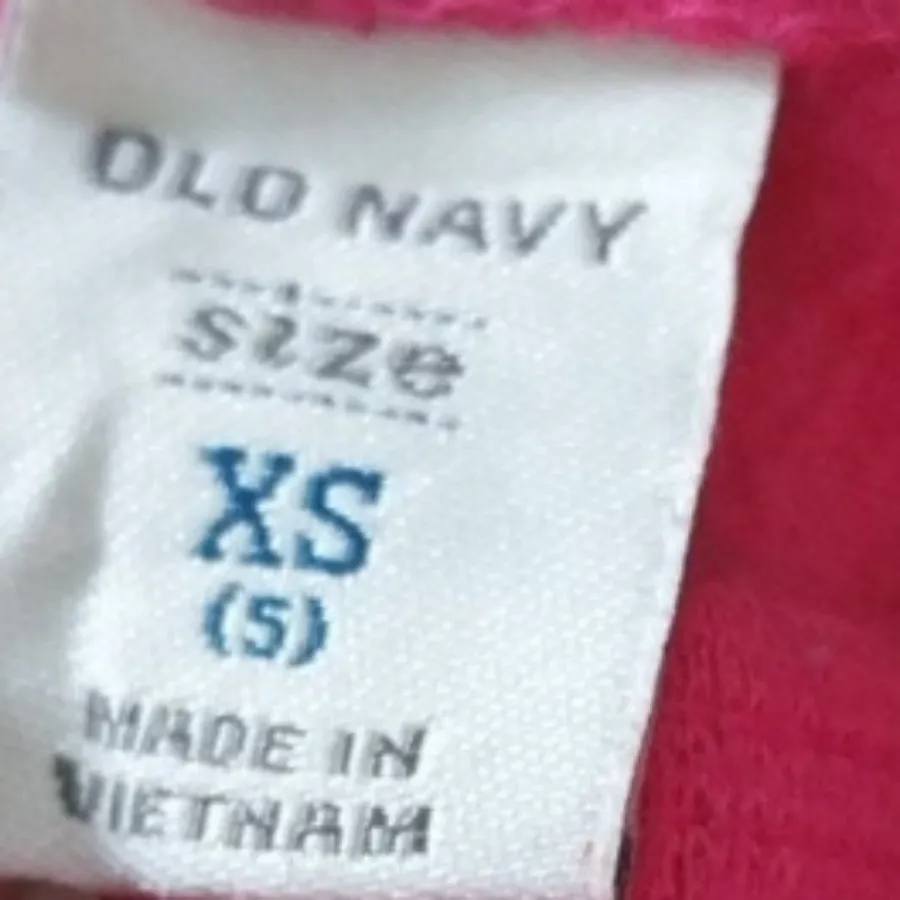 OLD NAVY
size
XS
(5)
MADE IN
VIETNAM